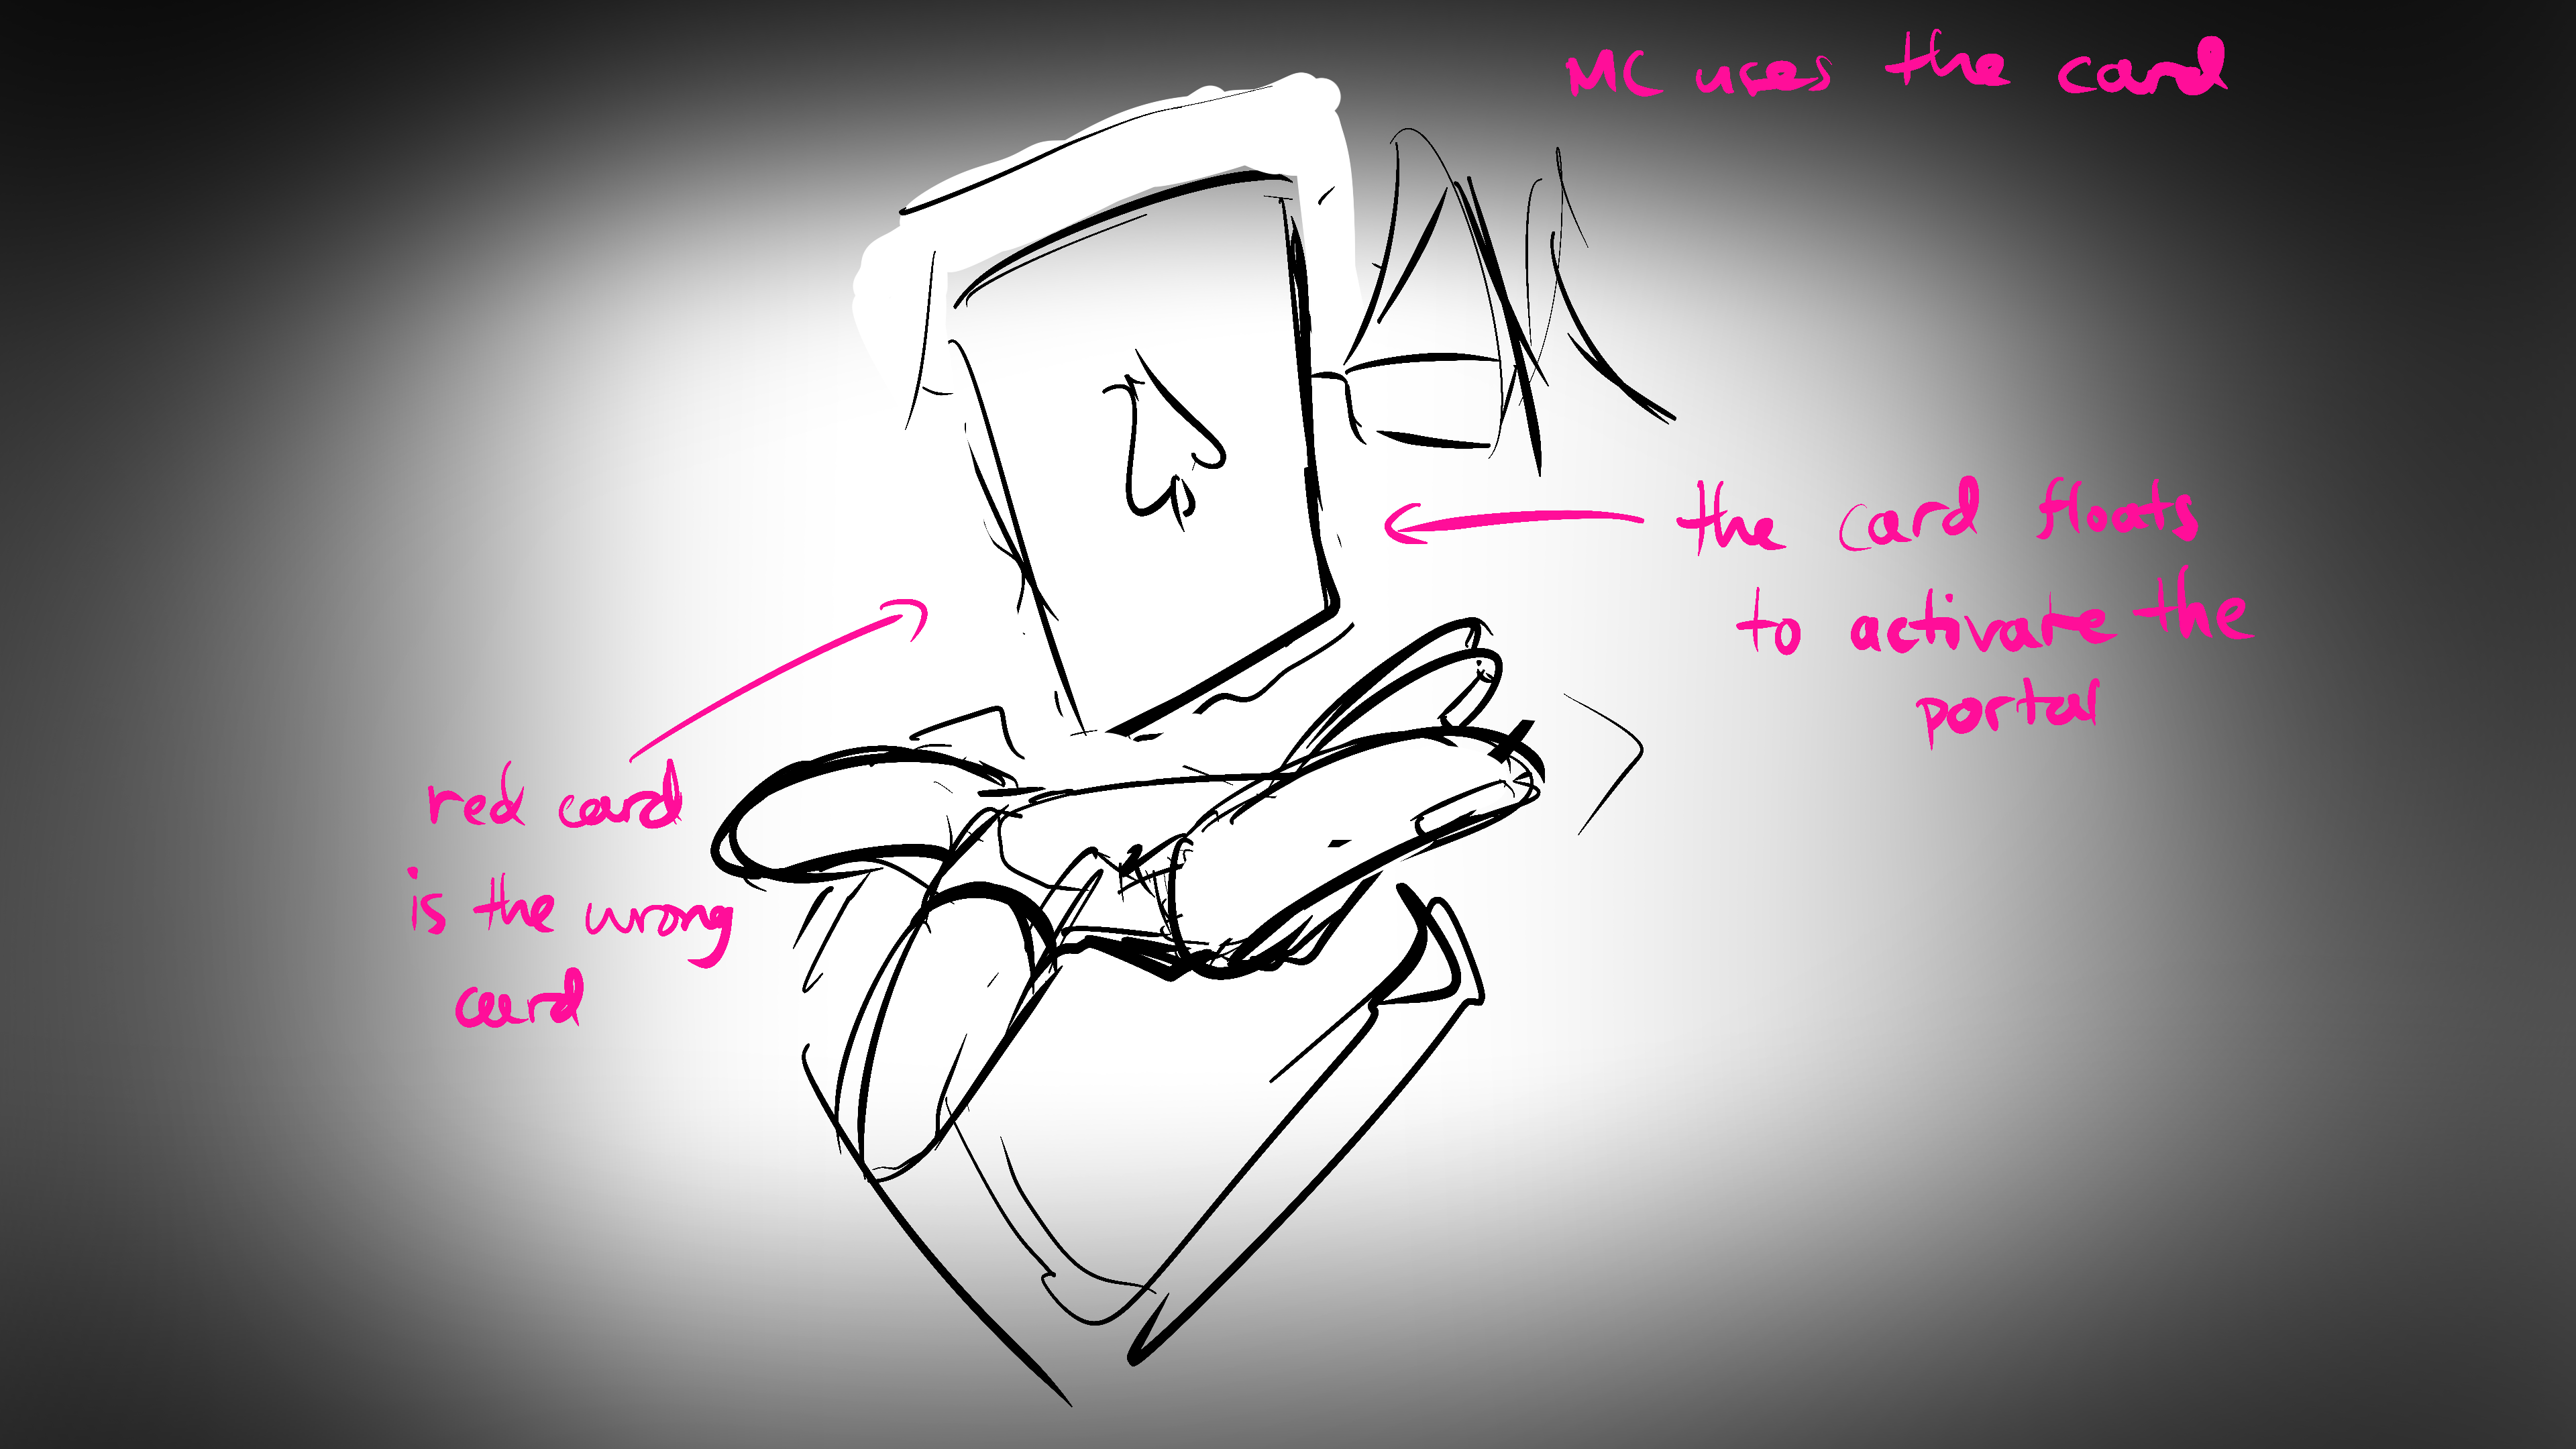 MC uses the card
the card floats
to activate the
portal
red card
is the wrong
card